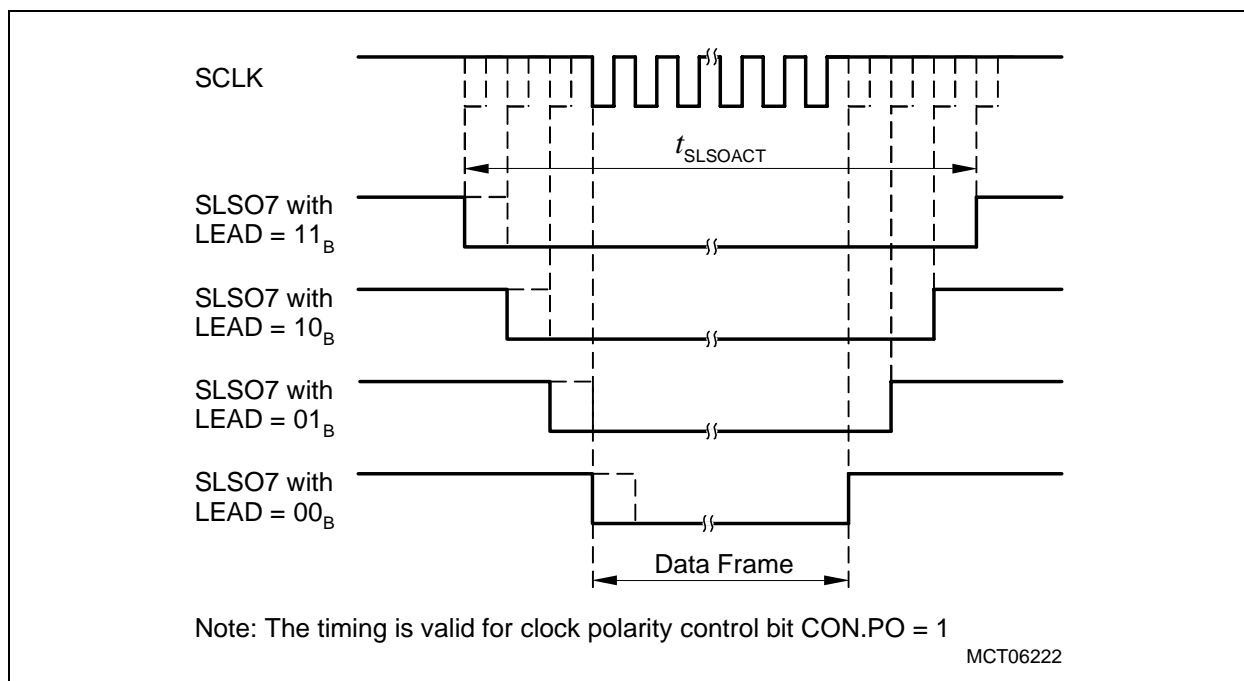 SCLK
tSLSOACT
SLSO7 with
LEAD = 11B
SLSO7 with
LEAD = 10B
SLSO7 with
LEAD = 01B
SLSO7 with
LEAD = 00B
Data Frame
Note: The timing is valid for clock polarity control bit CON.PO = 1
MCT06222